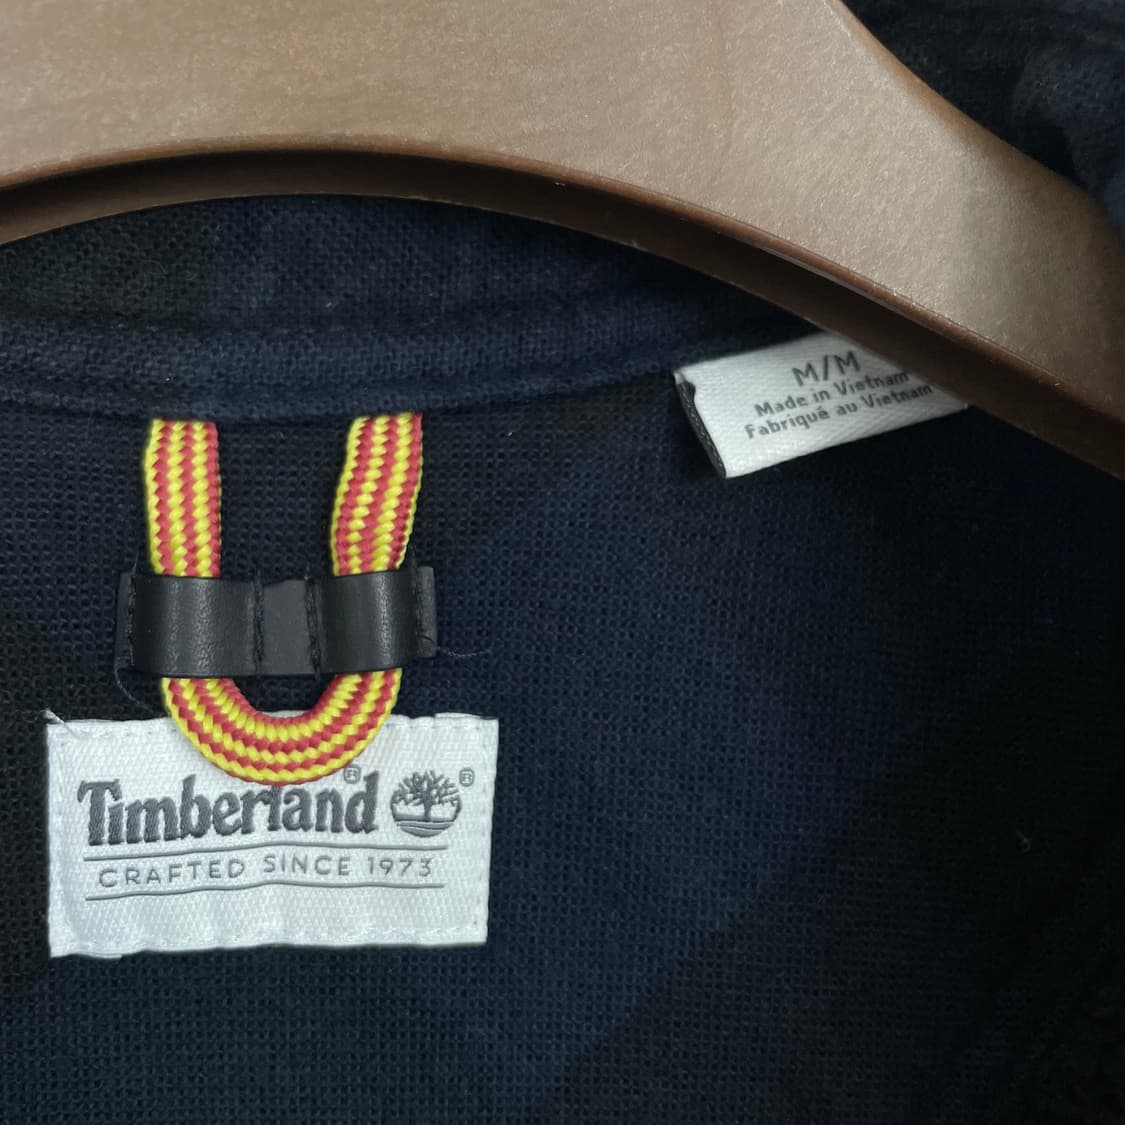 M/M
Made in Vietnam
Fabriqué au Vietnam
Timberland® ®
CRAFTED SINCE 1973